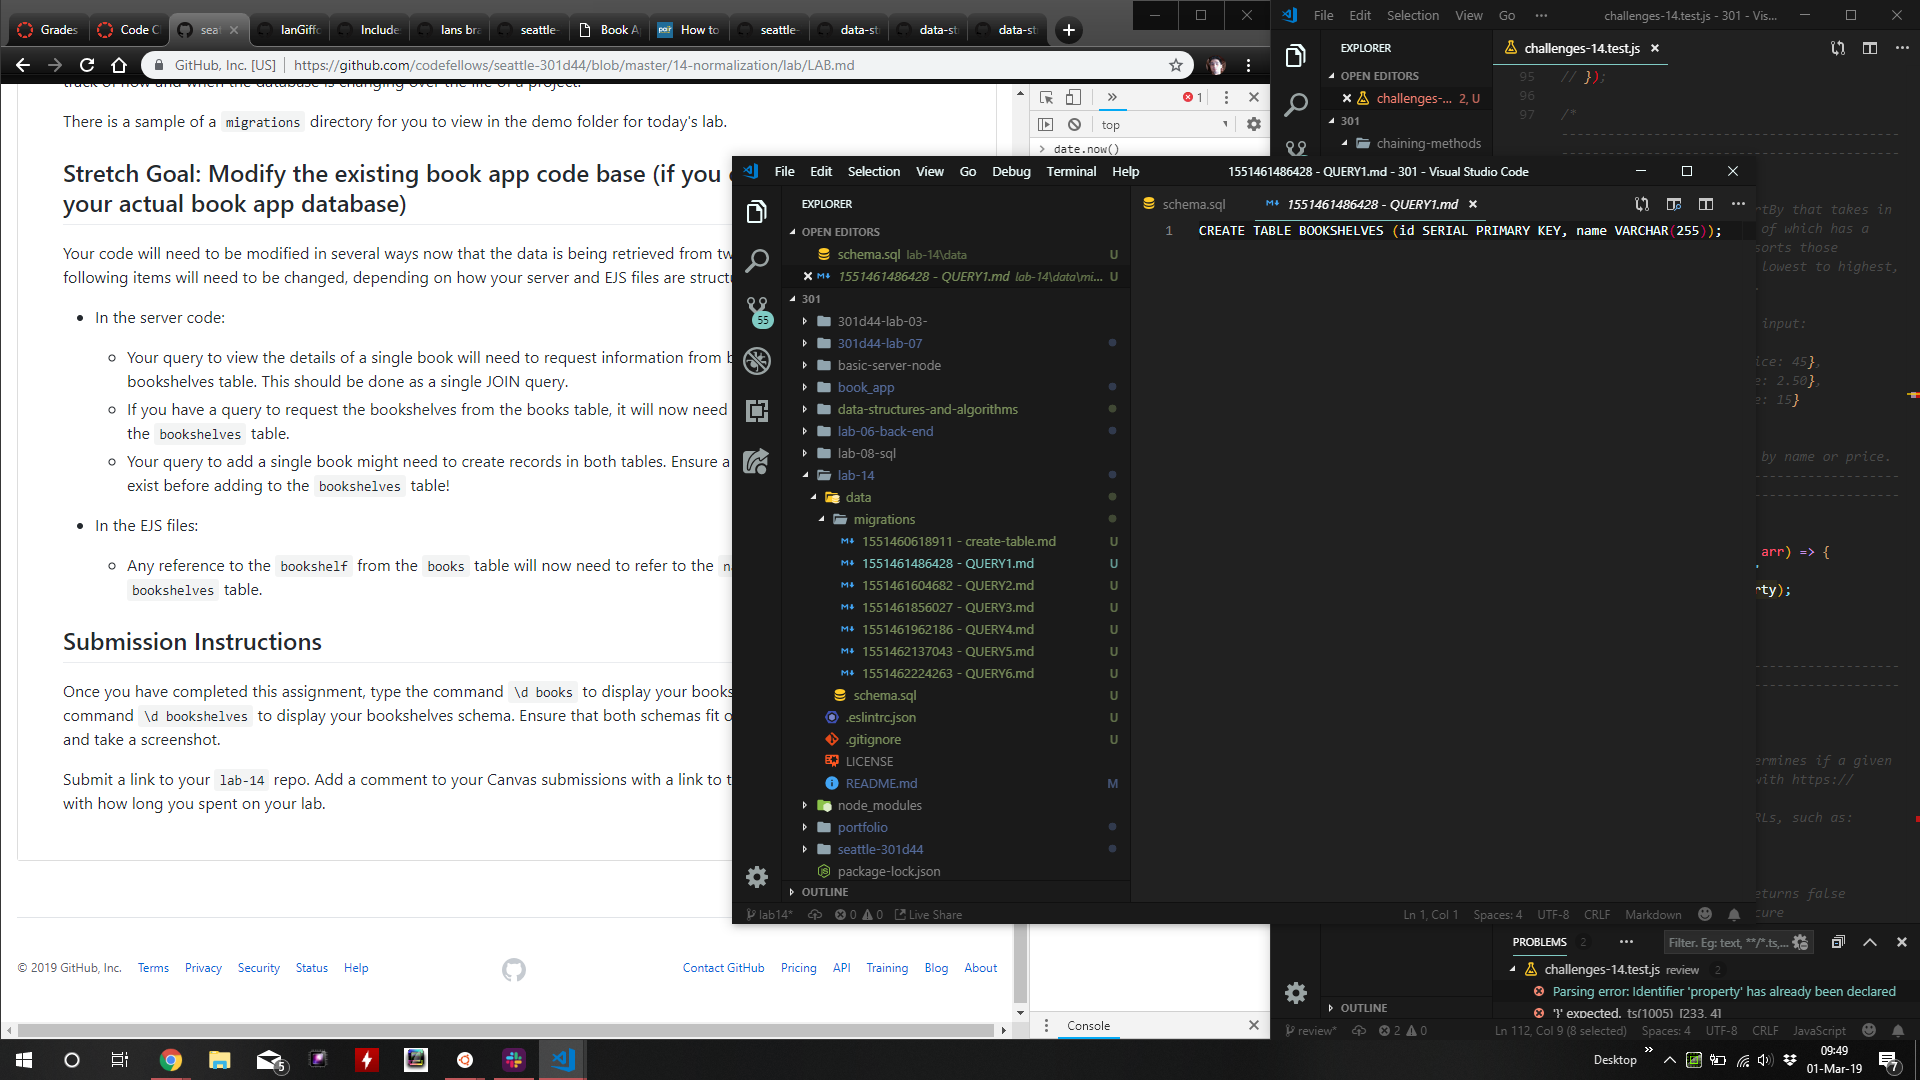 Grades
Code C
seat
IanGiffo
Include
Ians bra
seattle-
Book A
How to
seattle-
data-st
data-st
data-st
GitHub, Inc. [US] | https://github.com/codefellows/seattle-301d44/blob/master/14-normalization/lab/LAB.md
track of how and when the database is changing over the life of a project.
There is a sample of a migrations directory for you to view in the demo folder for today's lab.
Stretch Goal: Modify the existing book app code base (if you
your actual book app database)
Your code will need to be modified in several ways now that the data is being retrieved from tw
following items will need to be changed, depending on how your server and EJS files are structu
In the server code:
Your query to view the details of a single book will need to request information from b
bookshelves table. This should be done as a single JOIN query.
If you have a query to request the bookshelves from the books table, it will now need
the bookshelves table.
Your query to add a single book might need to create records in both tables. Ensure a
exist before adding to the bookshelves table!
In the EJS files:
Any reference to the bookshelf from the books table will now need to refer to the na
bookshelves table.
Submission Instructions
Once you have completed this assignment, type the command \d books to display your books
command \d bookshelves to display your bookshelves schema. Ensure that both schemas fit o
and take a screenshot.
Submit a link to your lab-14 repo. Add a comment to your Canvas submissions with a link to t
with how long you spent on your lab.
© 2019 GitHub, Inc. Terms Privacy Security Status Help
Contact GitHub Pricing API Training Blog About
1
top
date.now()
Console
File Edit Selection View Go Debug Terminal Help
1551461486428 - QUERY1.md - 301 - Visual Studio Code
EXPLORER
OPEN EDITORS
schema.sql lab-14\data U
1551461486428 - QUERY1.md lab-14\data\mi... U
301
301d44-lab-03-
301d44-lab-07
basic-server-node
book_app
data-structures-and-algorithms
lab-06-back-end
lab-08-sql
lab-14
data
migrations
1551460618911 - create-table.md U
1551461486428 - QUERY1.md U
1551461604682 - QUERY2.md U
1551461856027 - QUERY3.md U
1551461962186 - QUERY4.md U
1551462137043 - QUERY5.md U
1551462224263 - QUERY6.md U
schema.sql U
.eslintrc.json U
.gitignore U
LICENSE
README.md M
node_modules
portfolio
seattle-301d44
package-lock.json
OUTLINE
55
schema.sql
1551461486428 - QUERY1.md
1 CREATE TABLE BOOKSHELVES (id SERIAL PRIMARY KEY, name VARCHAR(255));
lab14* 0 0 Live Share
Ln 1, Col 1 Spaces: 4 UTF-8 CRLF Markdown
File Edit Selection View Go ···
challenges-14.test.js - 301 - Vis...
EXPLORER
OPEN EDITORS
challenges-... 2, U
301
chaining-methods
challenges-14.test.js
95 // });
96
97 /*
rtBy that takes in
of which has a
sorts those
lowest to highest,
input:
ice: 45},
e: 2.50},
e: 15}
by name or price.
arr) => {
rty);
ermines if a given
with https://
RLs, such as:
eturns false
cure
PROBLEMS 2
Filter. Eg: text, **/*.ts,...
challenges-14.test.js review 2
Parsing error: Identifier 'property' has already been declared
'}' expected. ts(1005) [233, 4]
OUTLINE
review* 2 0
Ln 112, Col 9 (8 selected) Spaces: 4 UTF-8 CRLF JavaScript
5
Desktop
09:49
01-Mar-19
7